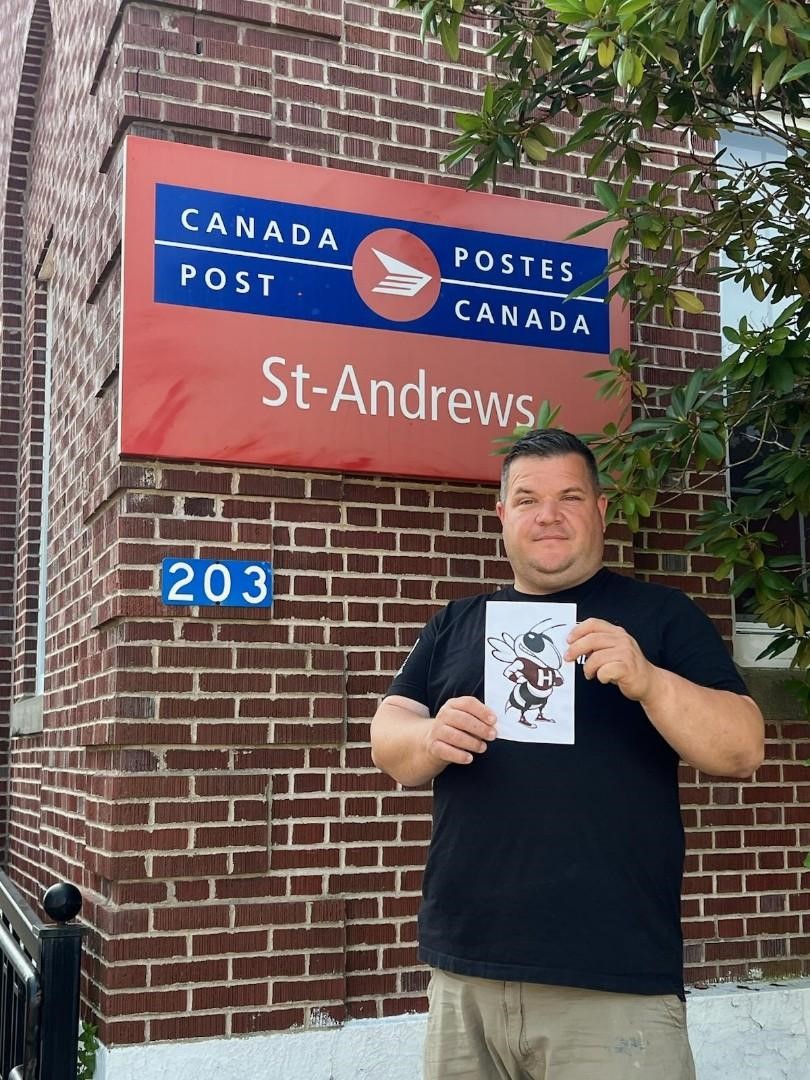 CANADA
POST
POSTES
CANADA
St-Andrews
203
H